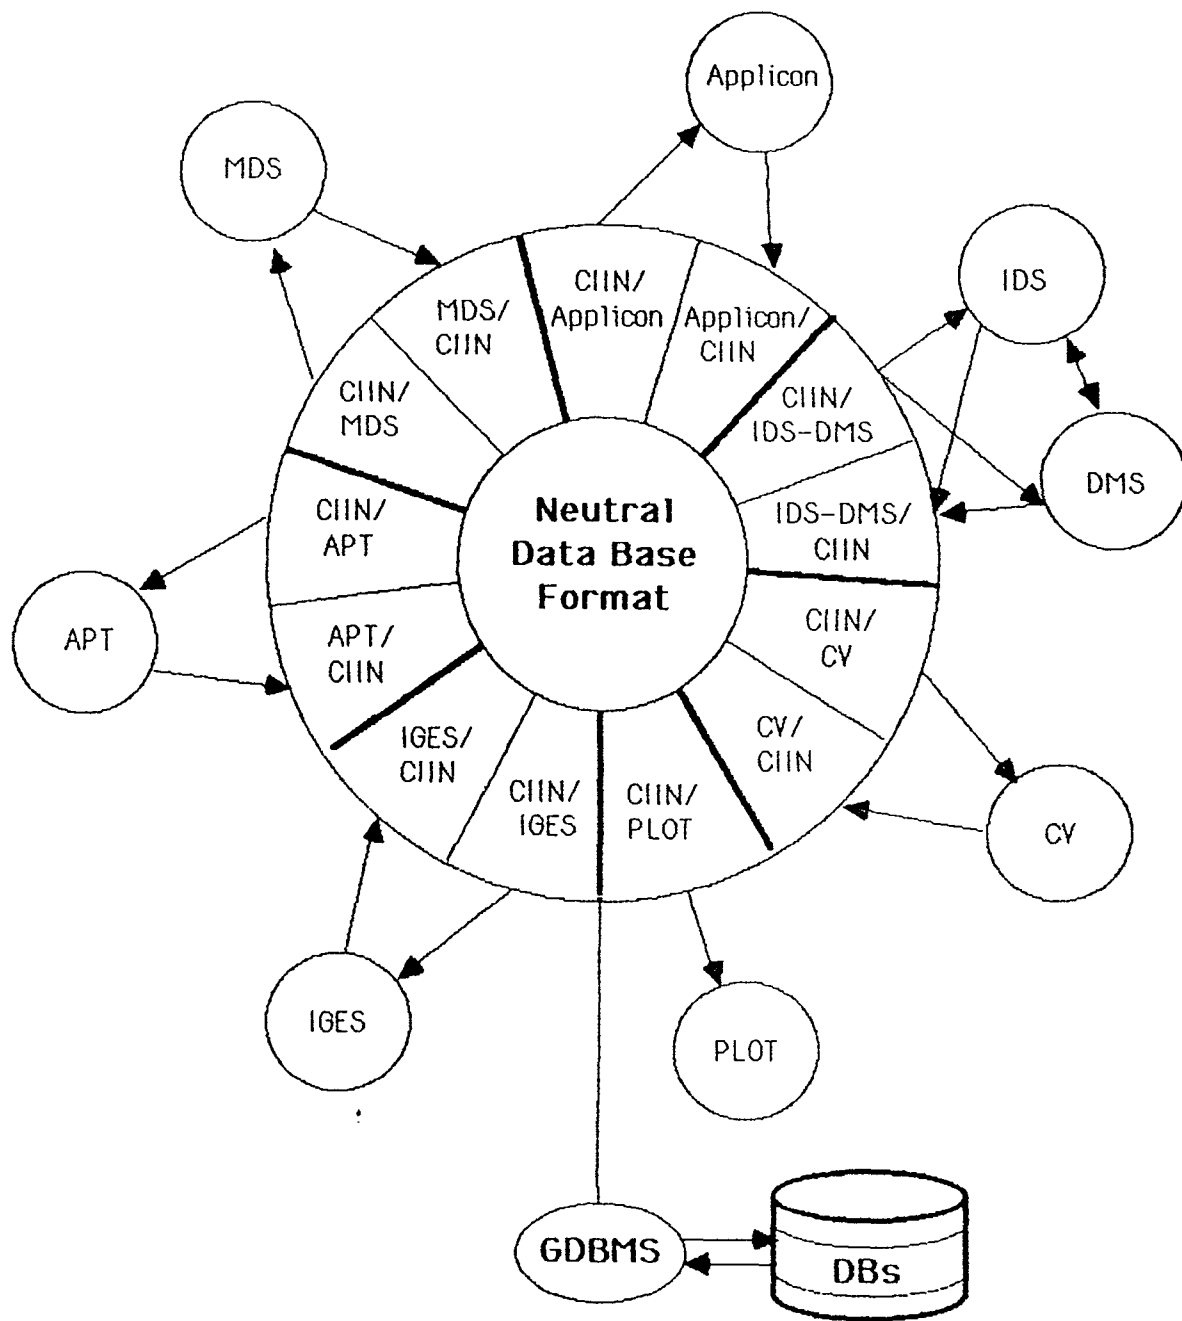 Applicon
MDS
IDS
DMS
CIIN/
Applicon
Applicon/
CIIN
MDS/
CIIN
CIIN/
MDS
CIIN/
IDS-DMS
IDS-DMS/
CIIN
CIIN/
APT
Neutral
Data Base
Format
APT/
CIIN
CIIN/
CV
APT
IGES/
CIIN
CV/
CIIN
CIIN/
IGES
CIIN/
PLOT
CV
IGES
PLOT
GDBMS
DBs